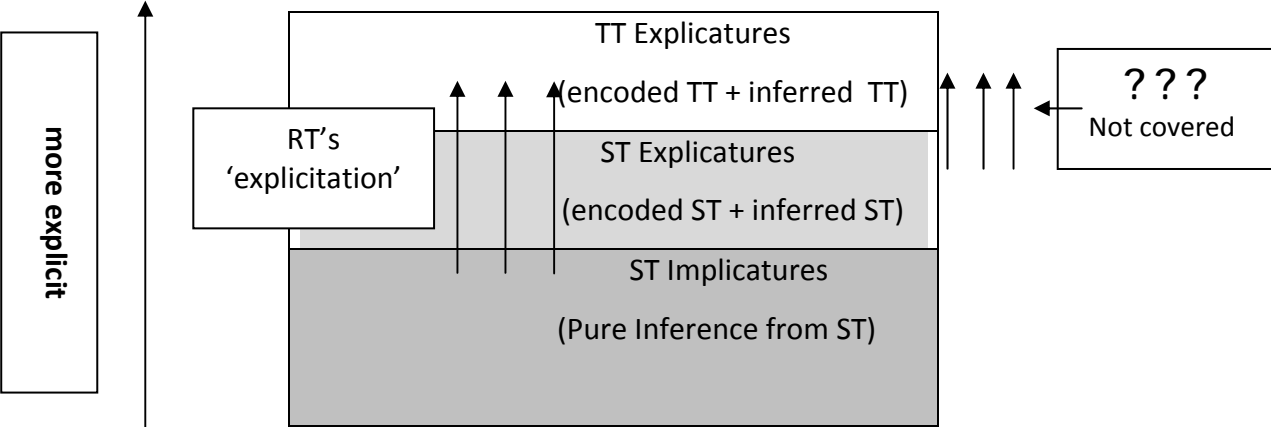 more explicit
TT Explicatures
(encoded TT + inferred TT)
RT’s
‘explicitation’
ST Explicatures
(encoded ST + inferred ST)
ST Implicatures
(Pure Inference from ST)
? ? ?
Not covered